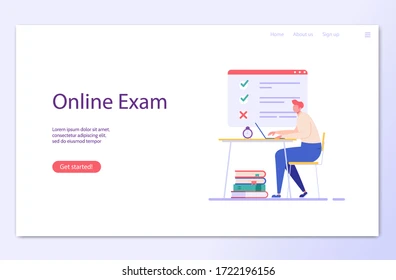 Home About us Sign up!
Online Exam
Lorem ipsum dolor sit amet,
consectetur adipiscing elit, sed do
eiusmod tempor
Get started!
shutterstock.com · 1722196156